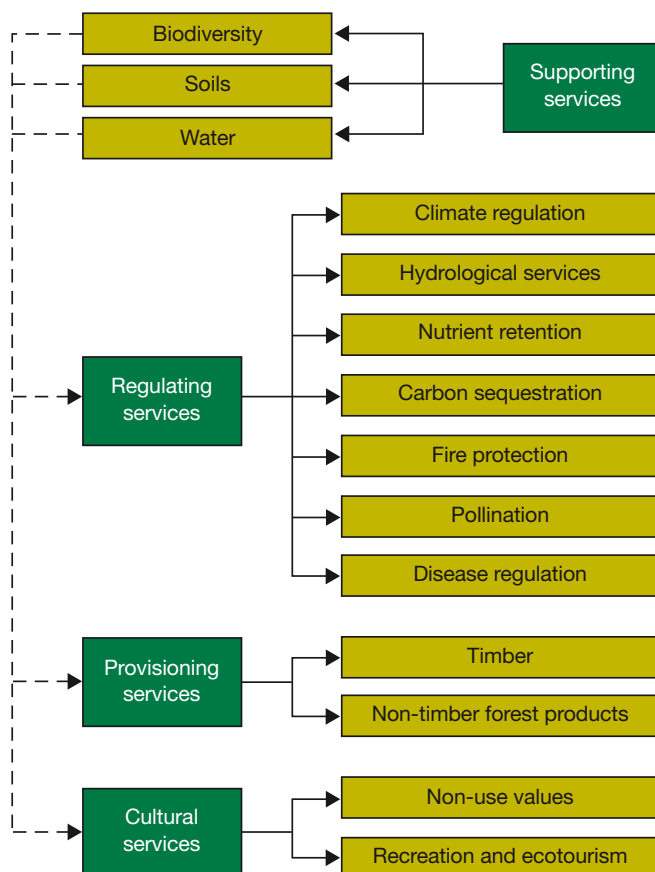 Biodiversity
Soils
Water
Supporting
services
Climate regulation
Hydrological services
Nutrient retention
Regulating
services
Carbon sequestration
Fire protection
Pollination
Disease regulation
Provisioning
services
Timber
Non-timber forest products
Cultural
services
Non-use values
Recreation and ecotourism